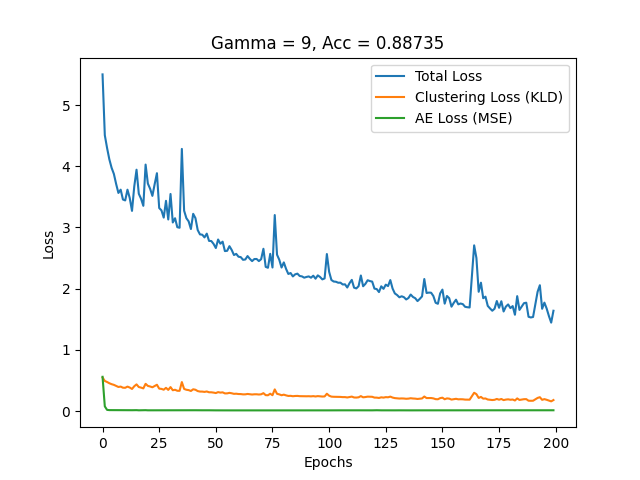 Gamma = 9, Acc = 0.88735
Total Loss
Clustering Loss (KLD)
AE Loss (MSE)
Loss
5
4
3
2
1
0
0 25 50 75 100 125 150 175 200
Epochs